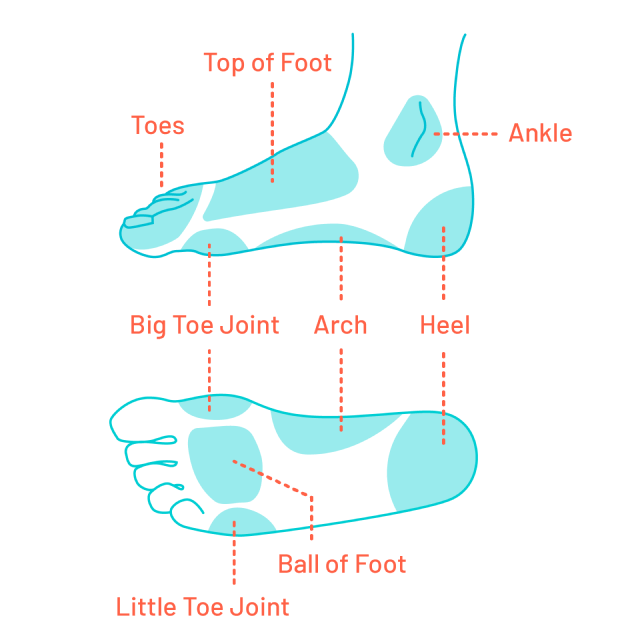 Top of Foot
Toes
Ankle
Big Toe Joint
Arch
Heel
Ball of Foot
Little Toe Joint